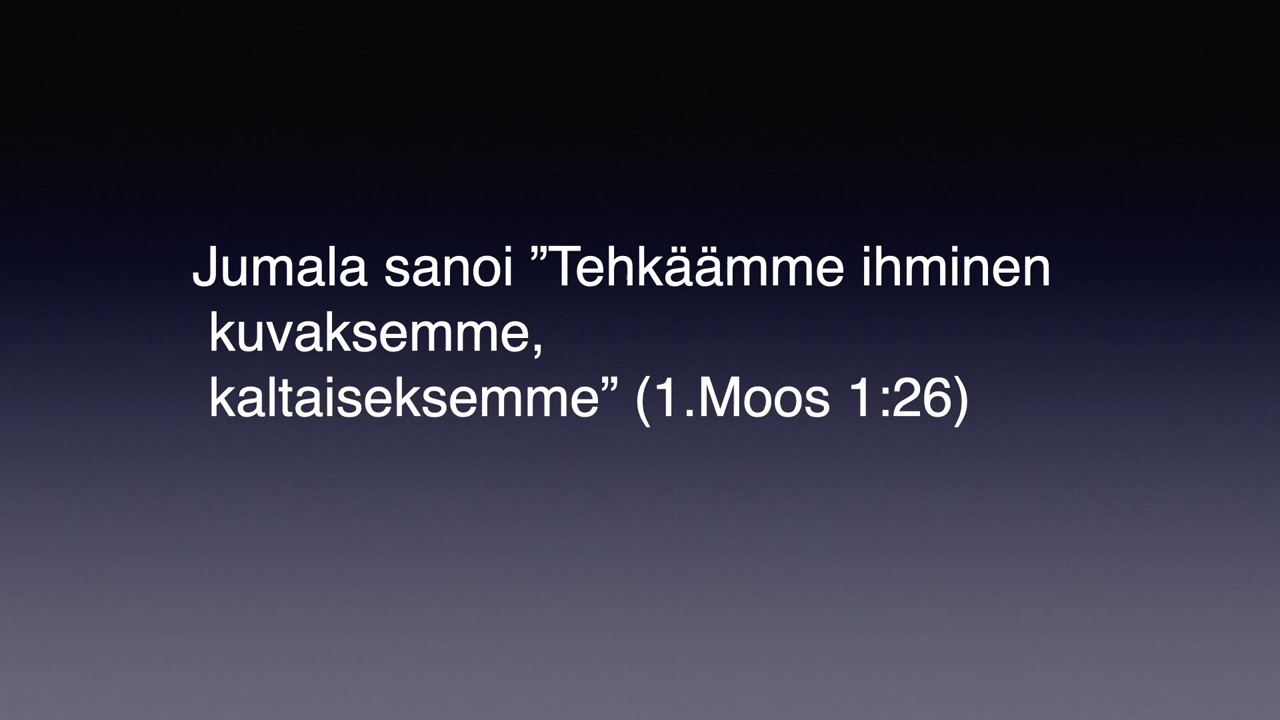 Jumala sanoi ”Tehkäämme ihminen
kuvaksemme,
kaltaiseksemme” (1.Moos 1:26)